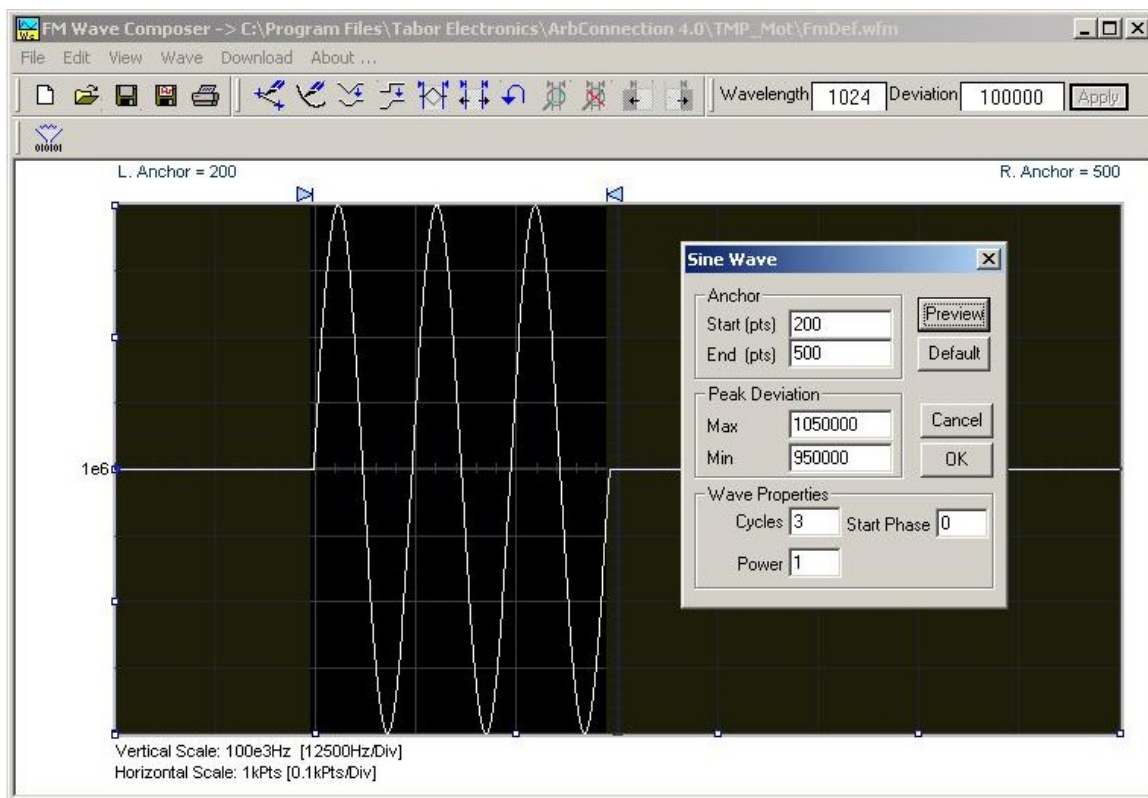 FM Wave Composer -> C:\Program Files\Tabor Electronics\ArbConnection 4.0\TMP_Mot\FmDef.wfm
File Edit View Wave Download About ...
Wavelength 1024 Deviation 100000 Apply
010101
L. Anchor = 200
R. Anchor = 500
1e6
Sine Wave
Anchor
Start (pts) 200
End (pts) 500
Preview
Default
Peak Deviation
Max 1050000
Min 950000
Cancel
OK
Wave Properties
Cycles 3 Start Phase 0
Power 1
Vertical Scale: 100e3Hz [12500Hz/Div]
Horizontal Scale: 1kPts [0.1kPts/Div]